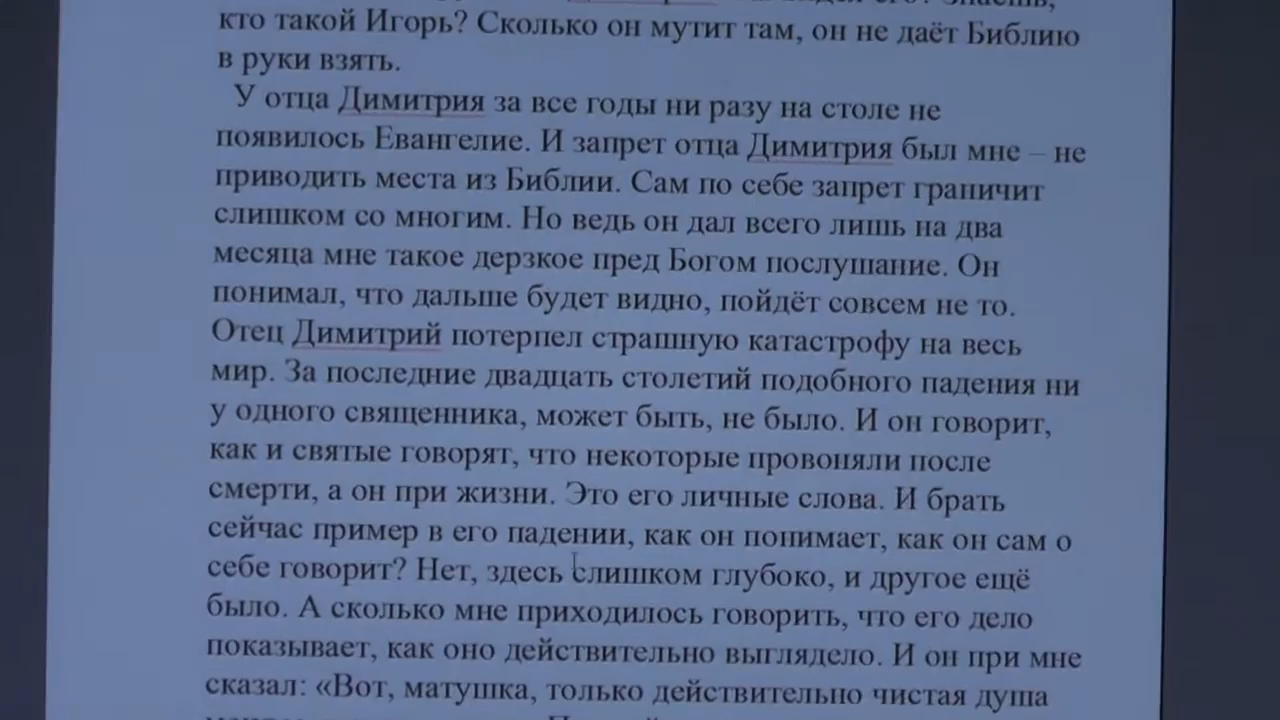 кто такой Игорь? Сколько он мутит там, он не даёт Библию
в руки взять.
У отца Димитрия за все годы ни разу на столе не
появилось Евангелие. И запрет отца Димитрия был мне – не
приводить места из Библии. Сам по себе запрет граничит
слишком со многим. Но ведь он дал всего лишь на два
месяца мне такое дерзкое пред Богом послушание. Он
понимал, что дальше будет видно, пойдёт совсем не то.
Отец Димитрий потерпел страшную катастрофу на весь
мир. За последние двадцать столетий подобного падения ни
у одного священника, может быть, не было. И он говорит,
как и святые говорят, что некоторые провоняли после
смерти, а он при жизни. Это его личные слова. И брать
сейчас пример в его падении, как он понимает, как он сам о
себе говорит? Нет, здесь слишком глубоко, и другое ещё
было. А сколько мне приходилось говорить, что его дело
показывает, как оно действительно выглядело. И он при мне
сказал: «Вот, матушка, только действительно чистая душа